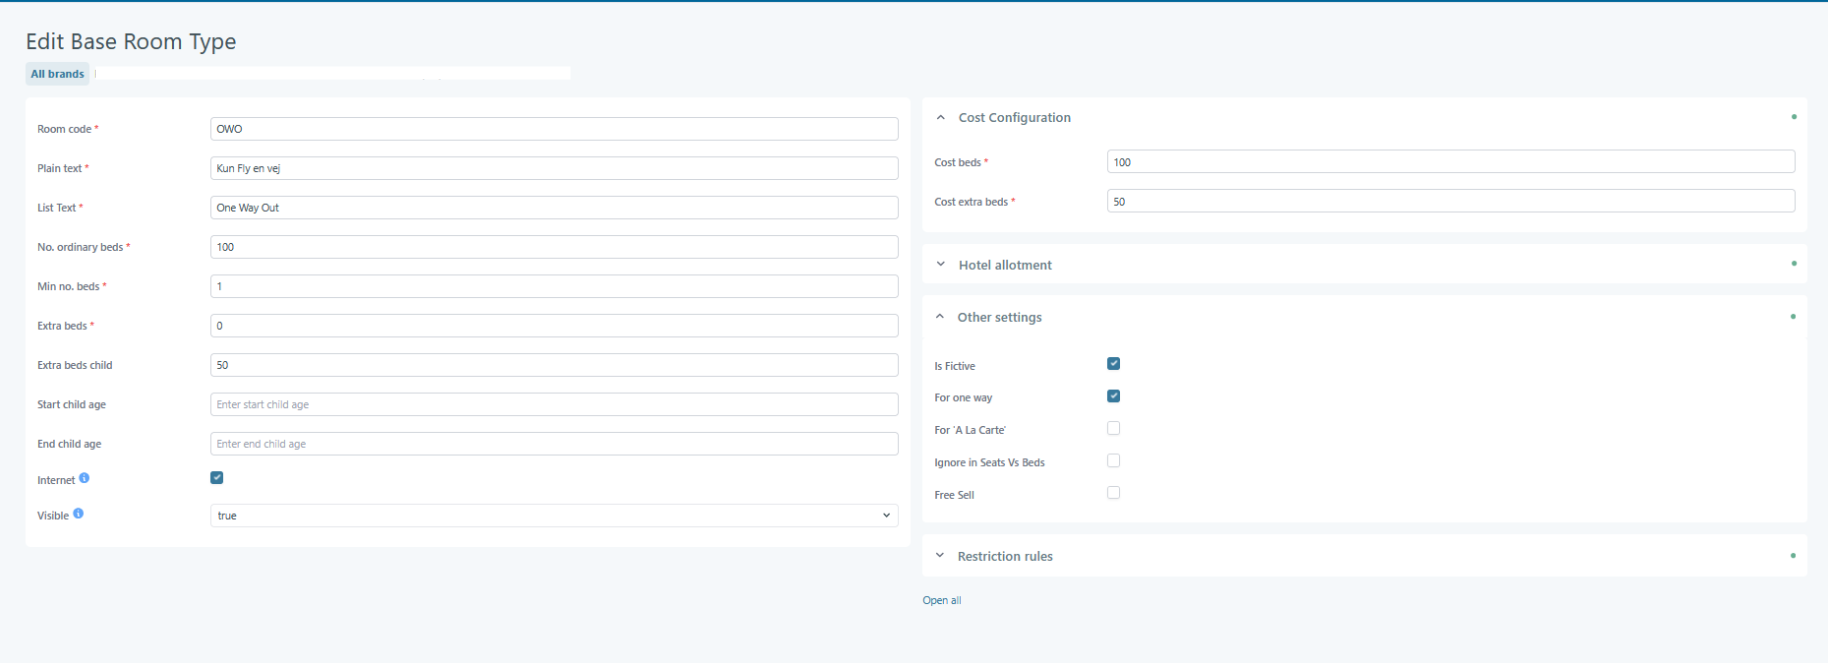 Edit Base Room Type
All brands
Room code *
OWO
Plain text *
Kun Fly en vej
List Text *
One Way Out
No. ordinary beds *
100
Min no. beds *
1
Extra beds *
0
Extra beds child
50
Start child age
Enter start child age
End child age
Enter end child age
Internet
Visible
true
Cost Configuration
Cost beds *
100
Cost extra beds *
50
Hotel allotment
Other settings
Is Fictive
For one way
For 'A La Carte'
Ignore in Seats Vs Beds
Free Sell
Restriction rules
Open all